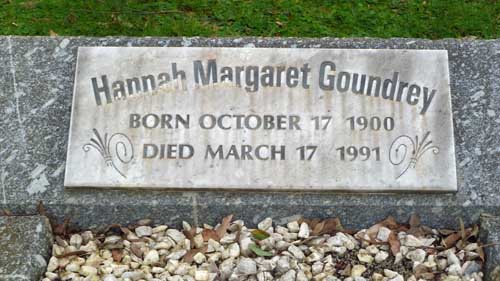 Hannah Margaret Goundrey
BORN OCTOBER 17 1900
DIED MARCH 17 1991